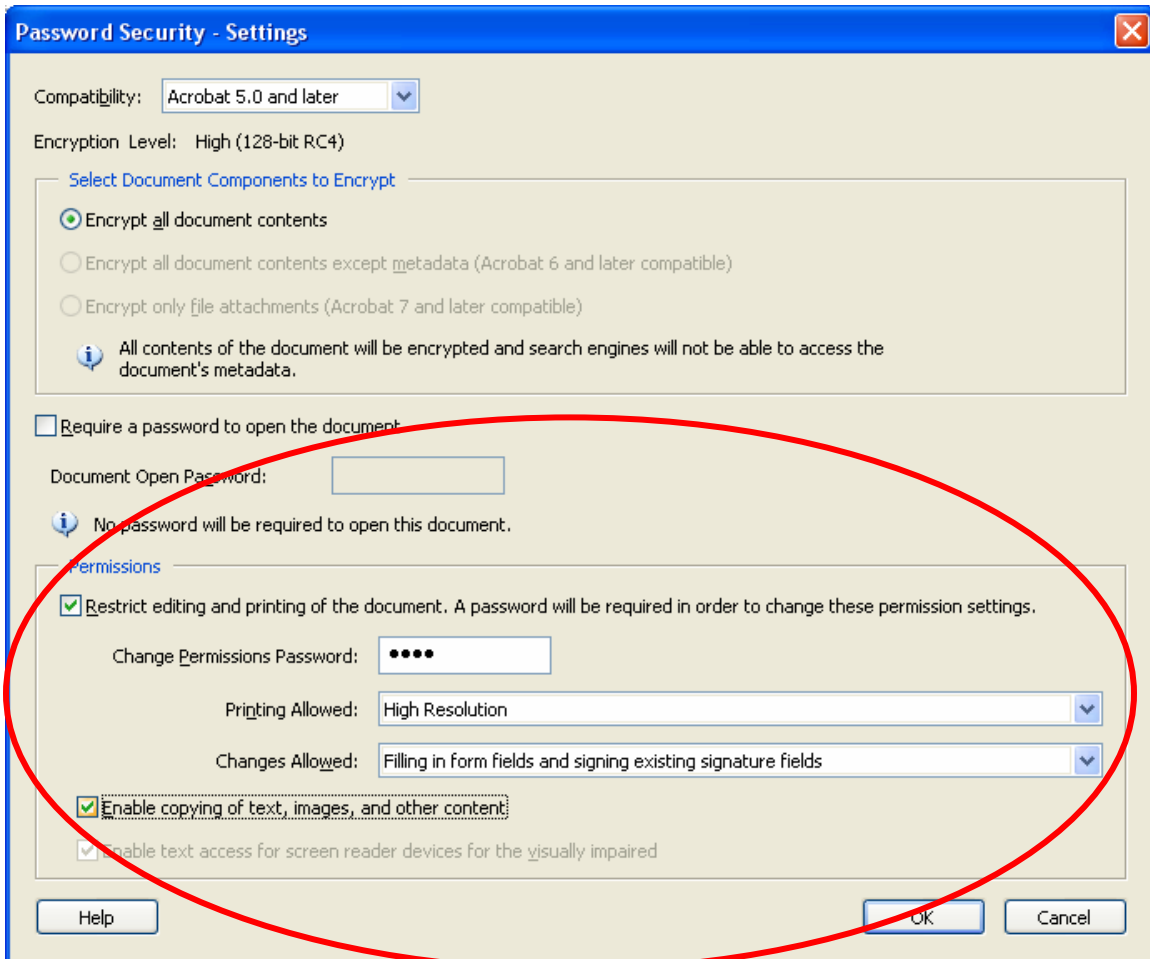 Password Security - Settings
Compatibility: Acrobat 5.0 and later
Encryption Level: High (128-bit RC4)
Select Document Components to Encrypt
Encrypt all document contents
Encrypt all document contents except metadata (Acrobat 6 and later compatible)
Encrypt only file attachments (Acrobat 7 and later compatible)
All contents of the document will be encrypted and search engines will not be able to access the
document's metadata.
Require a password to open the document
Document Open Password:
No password will be required to open this document.
Permissions
Restrict editing and printing of the document. A password will be required in order to change these permission settings.
Change Permissions Password: ••••
Printing Allowed: High Resolution
Changes Allowed: Filling in form fields and signing existing signature fields
Enable copying of text, images, and other content
Enable text access for screen reader devices for the visually impaired
Help OK Cancel